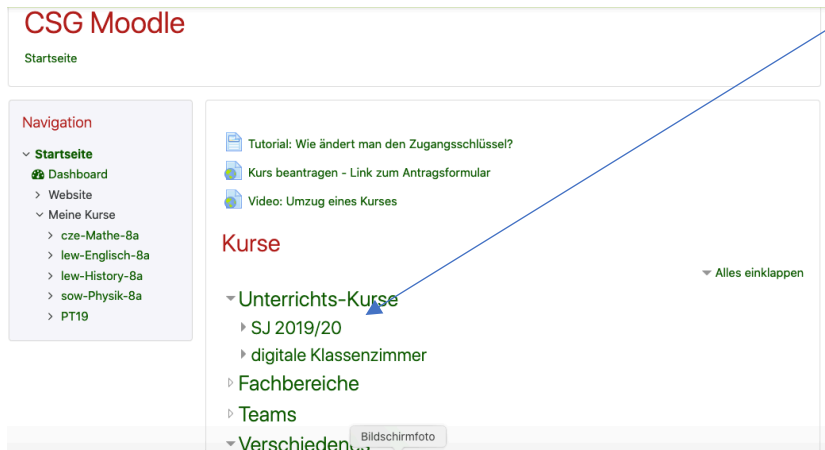 CSG Moodle
Startseite
Navigation
Startseite
Dashboard
Website
Meine Kurse
cze-Mathe-8a
lew-Englisch-8a
lew-History-8a
sow-Physik-8a
PT19
Tutorial: Wie ändert man den Zugangsschlüssel?
Kurs beantragen - Link zum Antragsformular
Video: Umzug eines Kurses
Kurse
Alles einklappen
Unterrichts-Kurse
SJ 2019/20
digitale Klassenzimmer
Fachbereiche
Teams
Verschiedenes
Bildschirmfoto